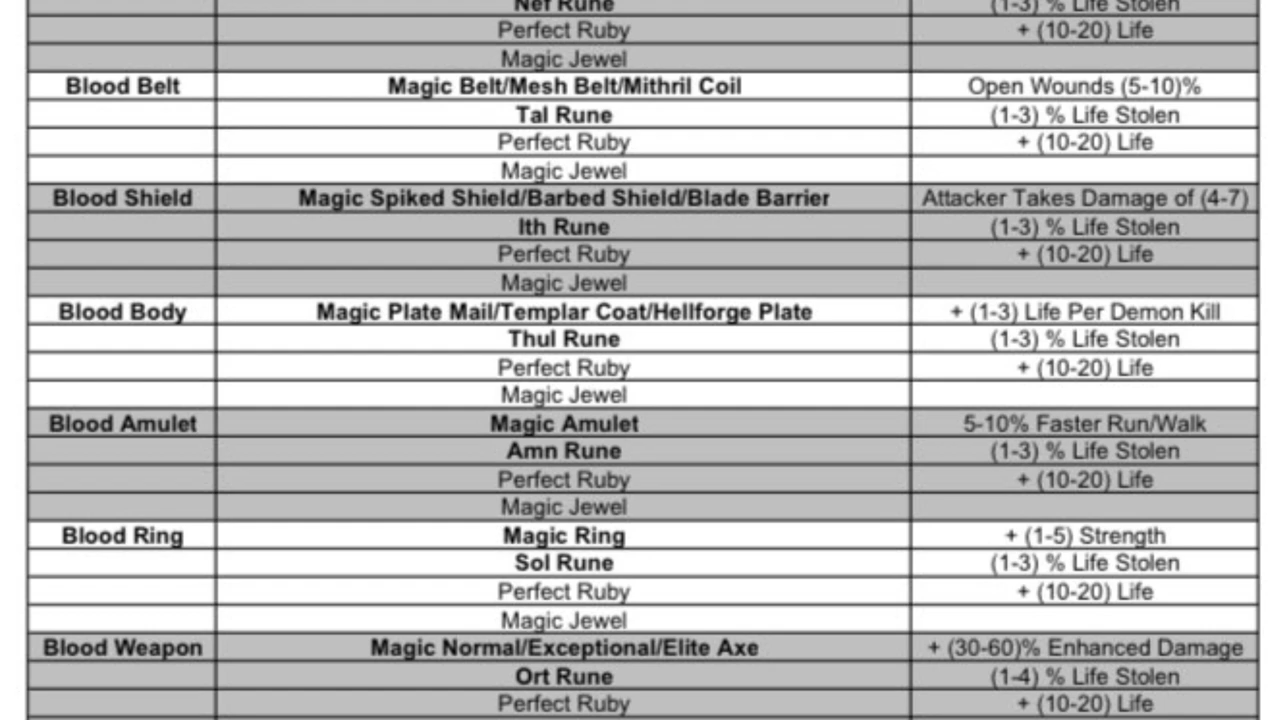 Nef Rune (1-3) % Life Stolen
Perfect Ruby + (10-20) Life
Magic Jewel
Blood Belt Magic Belt/Mesh Belt/Mithril Coil Open Wounds (5-10)%
Tal Rune (1-3) % Life Stolen
Perfect Ruby + (10-20) Life
Magic Jewel
Blood Shield Magic Spiked Shield/Barbed Shield/Blade Barrier Attacker Takes Damage of (4-7)
Ith Rune (1-3) % Life Stolen
Perfect Ruby + (10-20) Life
Magic Jewel
Blood Body Magic Plate Mail/Templar Coat/Hellforge Plate + (1-3) Life Per Demon Kill
Thul Rune (1-3) % Life Stolen
Perfect Ruby + (10-20) Life
Magic Jewel
Blood Amulet Magic Amulet 5-10% Faster Run/Walk
Amn Rune (1-3) % Life Stolen
Perfect Ruby + (10-20) Life
Magic Jewel
Blood Ring Magic Ring + (1-5) Strength
Sol Rune (1-3) % Life Stolen
Perfect Ruby + (10-20) Life
Magic Jewel
Blood Weapon Magic Normal/Exceptional/Elite Axe + (30-60)% Enhanced Damage
Ort Rune (1-4) % Life Stolen
Perfect Ruby + (10-20) Life